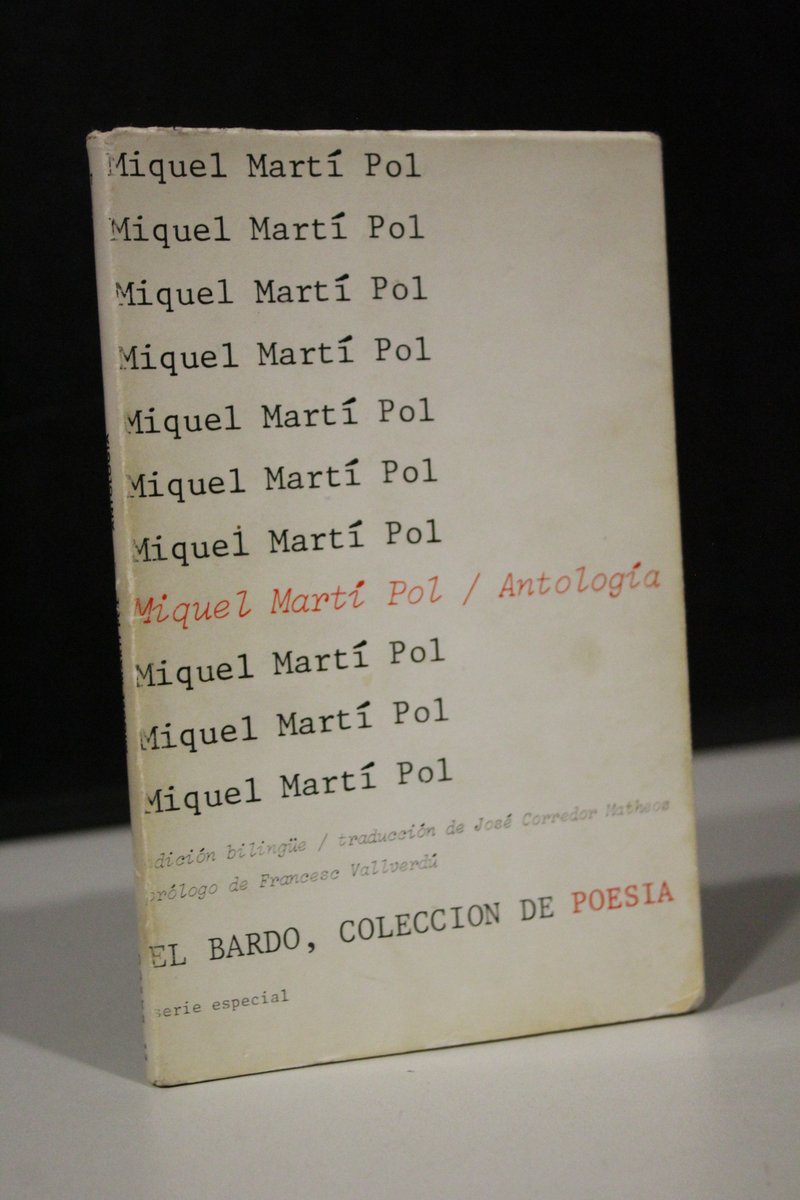 Miquel Martí Pol
Miquel Martí Pol
Miquel Martí Pol
Miquel Martí Pol
Miquel Martí Pol
Miquel Martí Pol
Miquel Martí Pol
Miquel Martí Pol / Antología
Miquel Martí Pol
Miquel Martí Pol
Miquel Martí Pol
edición bilingüe / traducción de José Corredor Matheos
prólogo de Francesc Vallverdú
EL BARDO, COLECCION DE POESIA
serie especial